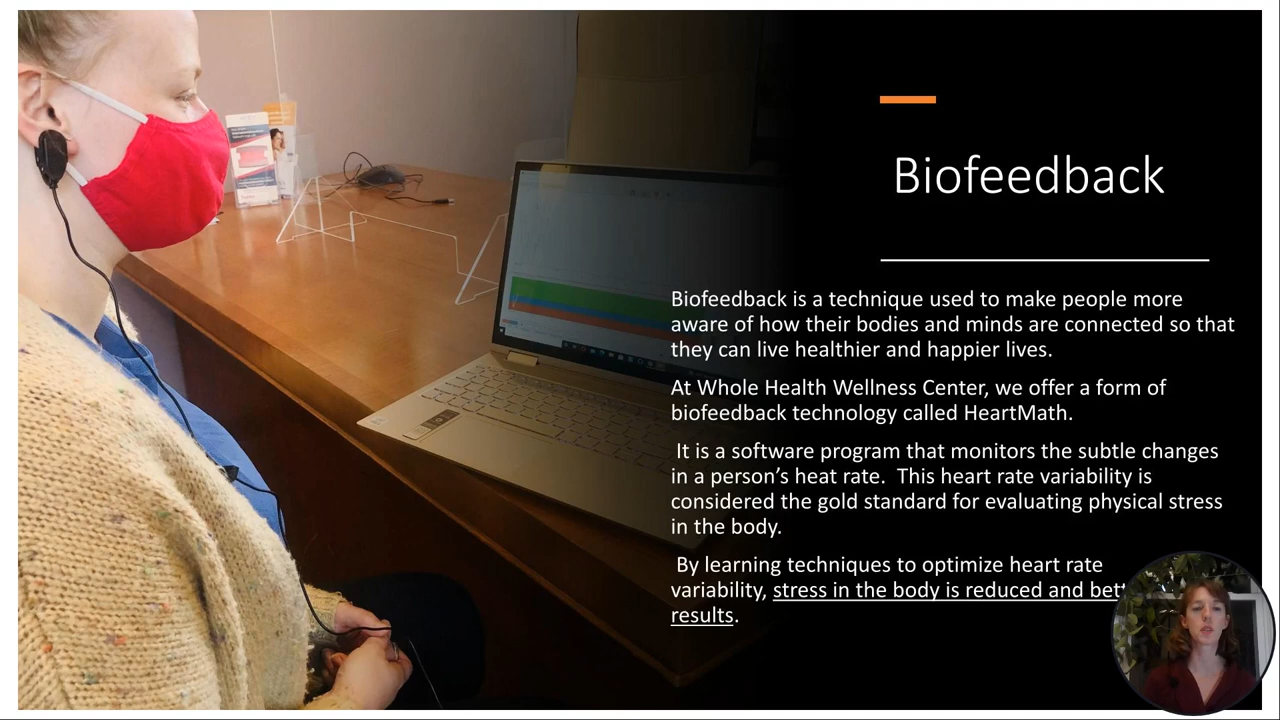 Biofeedback
Biofeedback is a technique used to make people more
aware of how their bodies and minds are connected so that
they can live healthier and happier lives.
At Whole Health Wellness Center, we offer a form of
biofeedback technology called HeartMath.
It is a software program that monitors the subtle changes
in a person’s heat rate.  This heart rate variability is
considered the gold standard for evaluating physical stress
in the body.
By learning techniques to optimize heart rate
variability, stress in the body is reduced and
results.